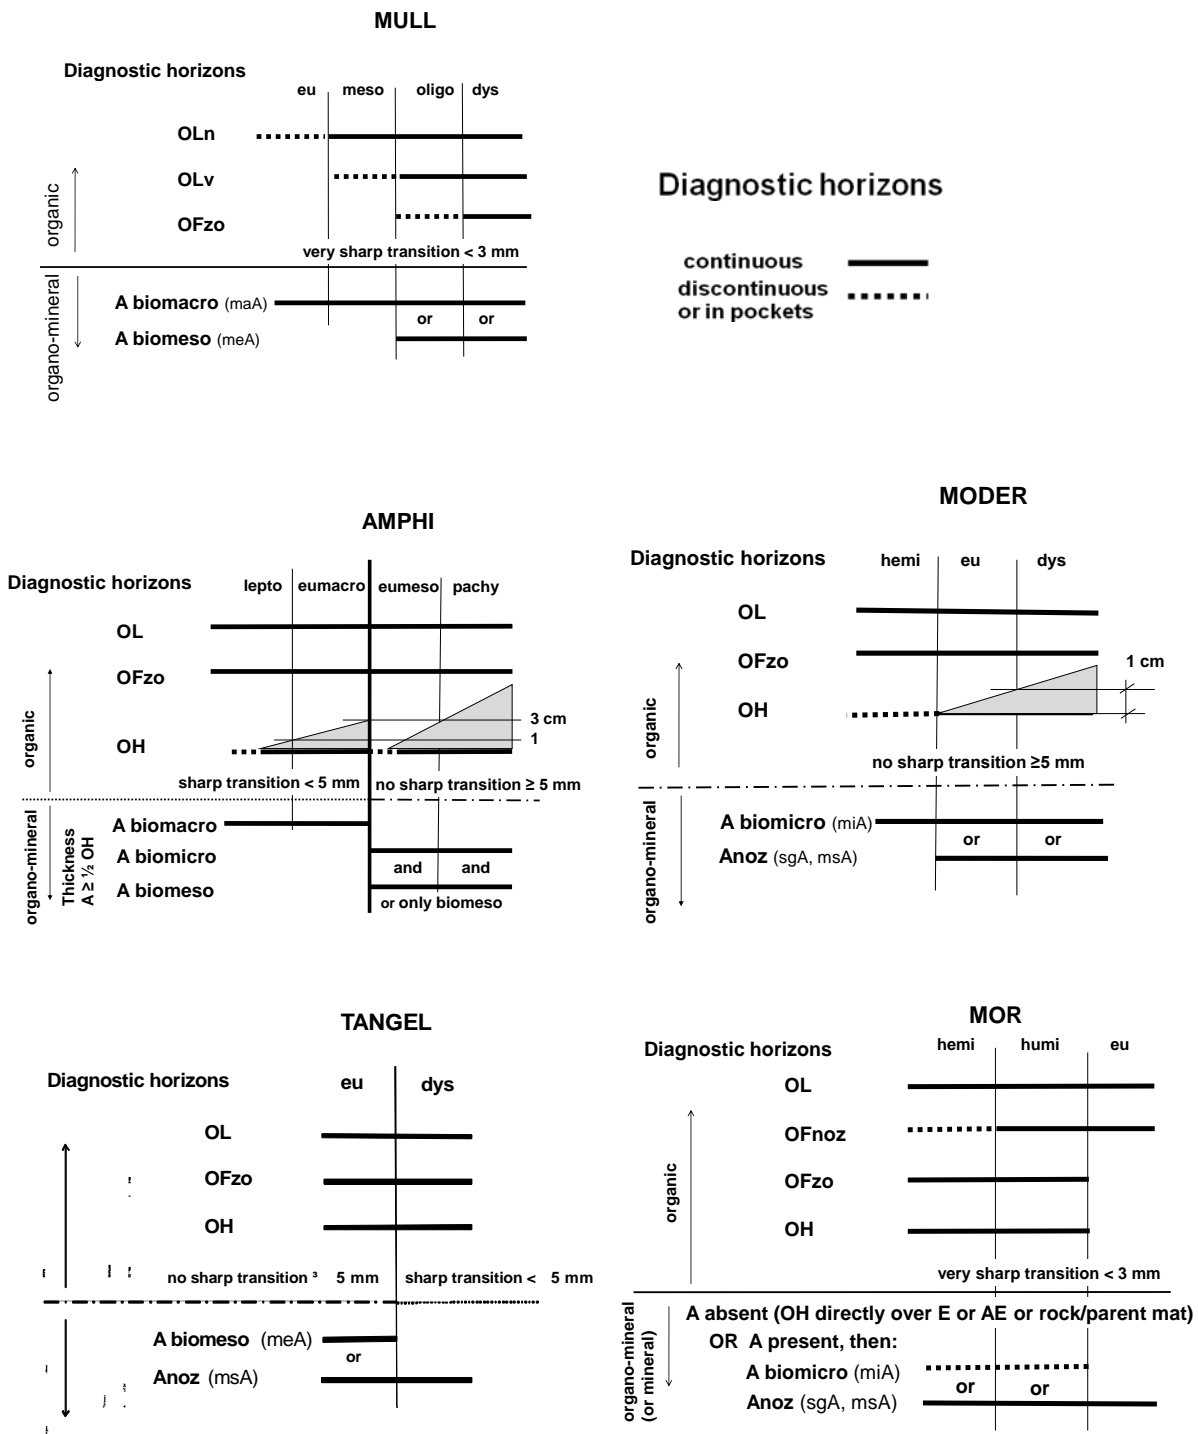 MULL
Diagnostic horizons
eu meso oligo dys
OLn
OLv
OFzo
very sharp transition < 3 mm
organic
organo-mineral
A biomacro (maA)
or or
A biomeso (meA)
Diagnostic horizons
continuous
discontinuous
or in pockets
AMPHI
Diagnostic horizons
lepto eumacro eumeso pachy
OL
OFzo
OH
3 cm
1
sharp transition < 5 mm no sharp transition ≥ 5 mm
organic
organo-mineral
Thickness
A ≥ ½ OH
A biomacro
A biomicro
and and
A biomeso
or only biomeso
MODER
Diagnostic horizons
hemi eu dys
OL
OFzo
1 cm
OH
no sharp transition ≥5 mm
organic
organo-mineral
A biomicro (miA)
or or
Anoz (sgA, msA)
TANGEL
Diagnostic horizons
eu dys
OL
OFzo
OH
no sharp transition ³ 5 mm sharp transition < 5 mm
A biomeso (meA)
or
Anoz (msA)
MOR
Diagnostic horizons
hemi humi eu
OL
OFnoz
OFzo
OH
very sharp transition < 3 mm
organic
organo-mineral
(or mineral)
A absent (OH directly over E or AE or rock/parent mat)
OR A present, then:
A biomicro (miA)
or or
Anoz (sgA, msA)